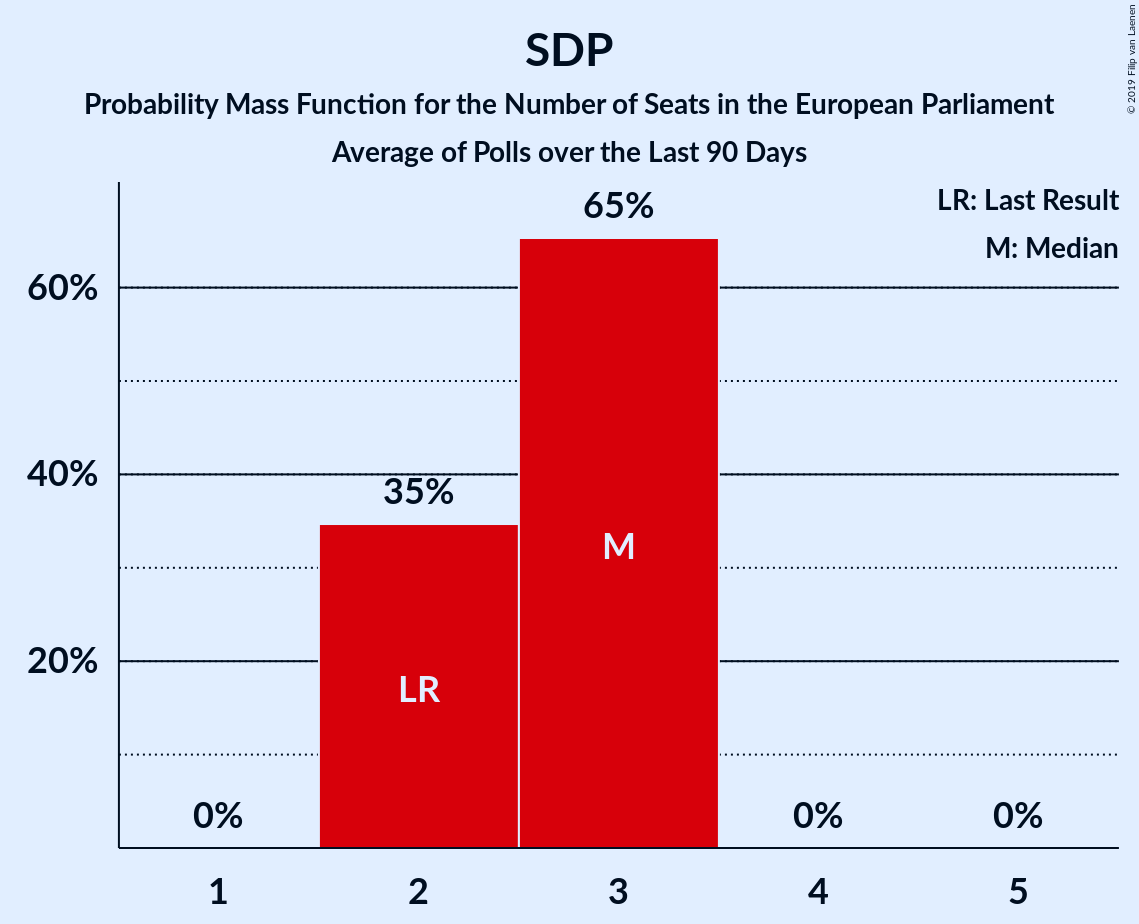 SDP
Probability Mass Function for the Number of Seats in the European Parliament
Average of Polls over the Last 90 Days
© 2019 Filip van Laenen
LR: Last Result
M: Median
65%
60%
40%
35%
M
20%
LR
0%
0%
0%
1
2
3
4
5